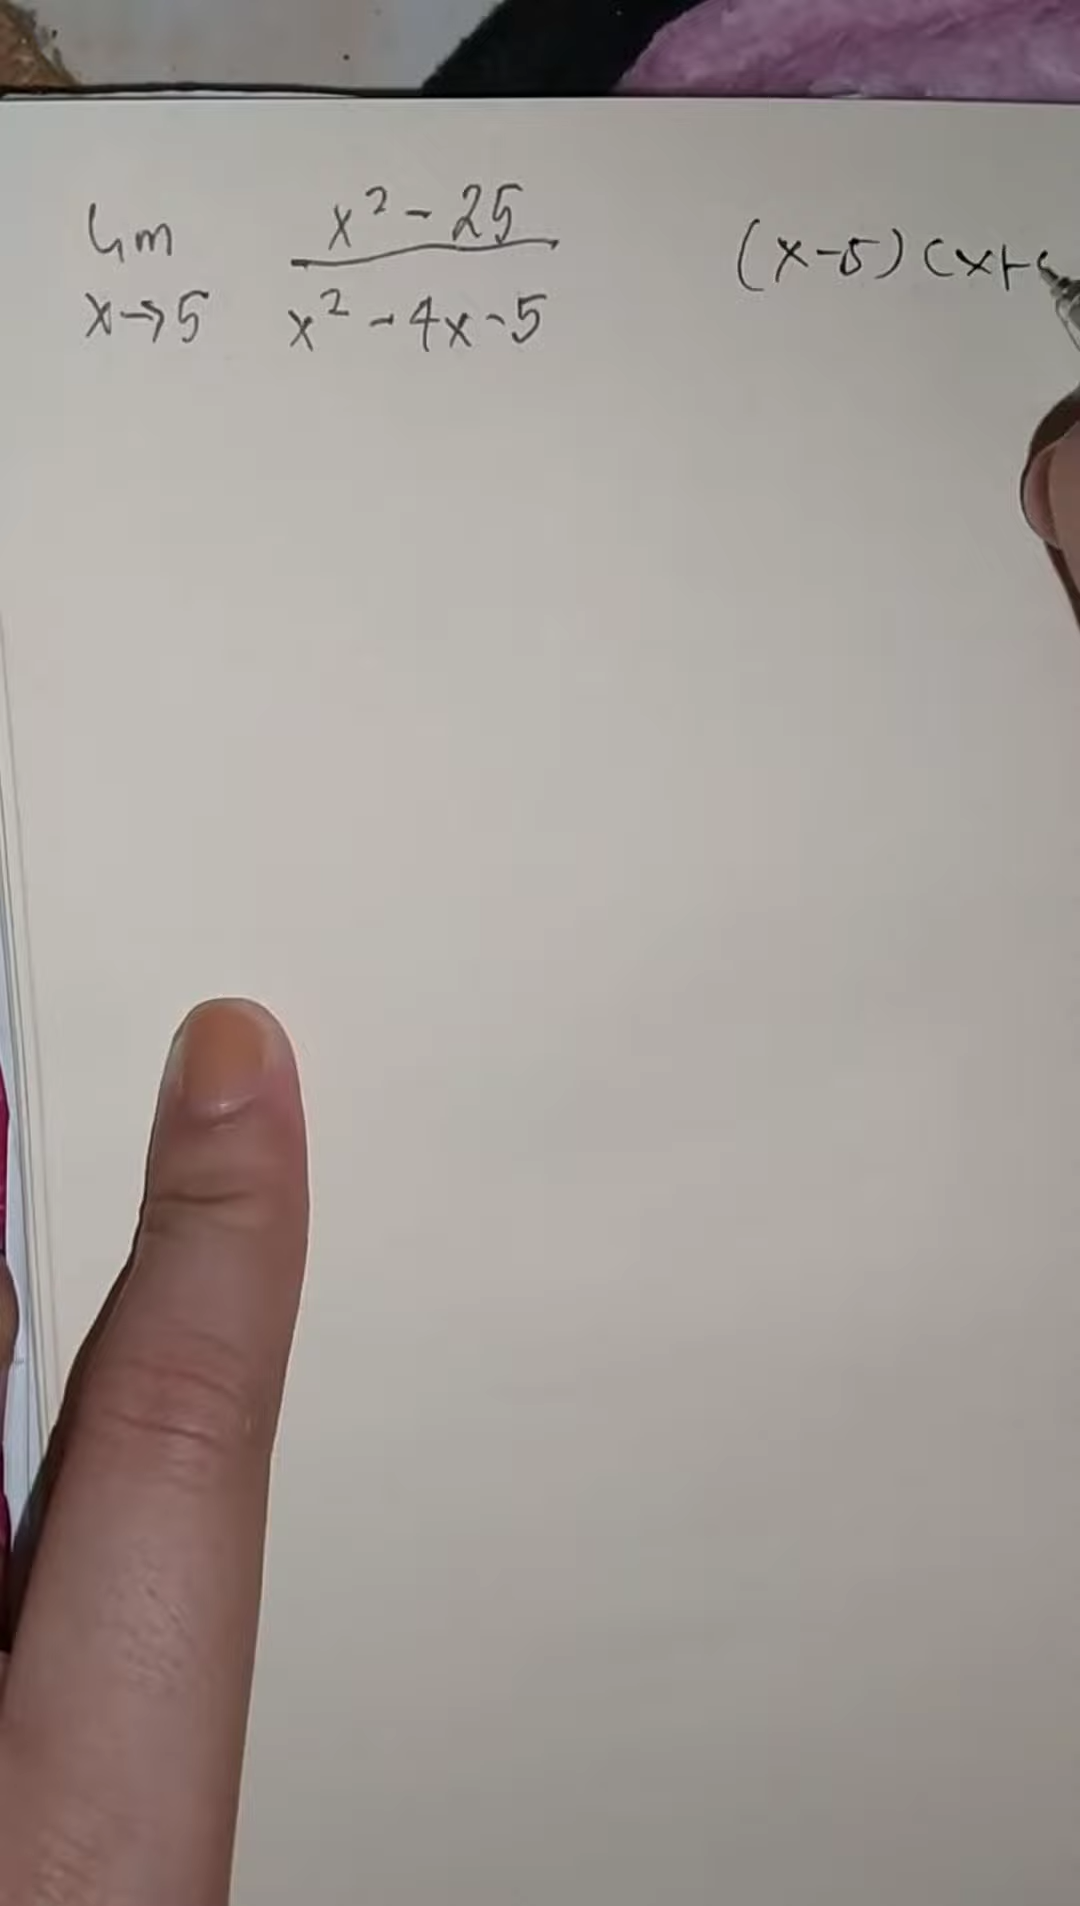 lim x→5 (x² - 25)/(x² - 4x - 5)
(x-5)(x+